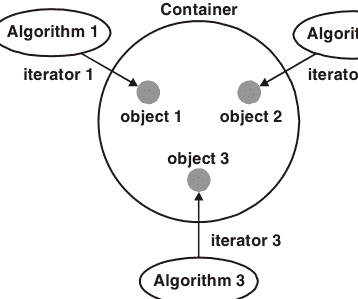 Container
Algorithm 1
Algorit
iterator 1
iterato
object 1
object 2
object 3
iterator 3
Algorithm 3